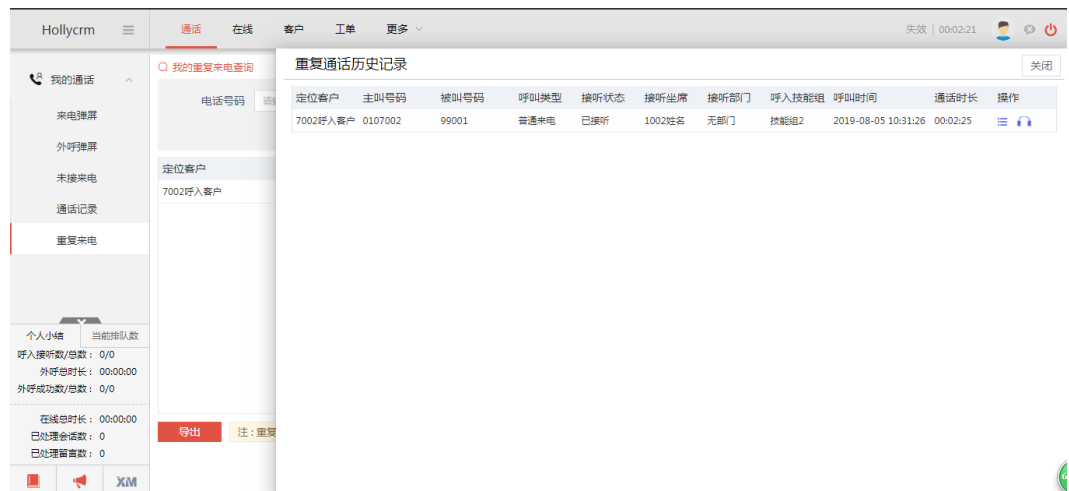 Hollycrm
通话 在线 客户 工单 更多
失效 00:02:21
我的通话
来电弹屏
外呼弹屏
未接来电
通话记录
重复来电
个人小结 当前排队数
呼入接听数/总数： 0/0
外呼总时长： 00:00:00
外呼成功数/总数： 0/0
在线总时长： 00:00:00
已处理会话数： 0
已处理留言数： 0
XM
我的重复来电查询
电话号码
定位客户
7002呼入客户
导出 注：重复
重复通话历史记录
关闭
定位客户 主叫号码 被叫号码 呼叫类型 接听状态 接听坐席 接听部门 呼入技能组 呼叫时间 通话时长 操作
7002呼入客户 0107002 99001 普通来电 已接听 1002姓名 无部门 技能组2 2019-08-05 10:31:26 00:02:25